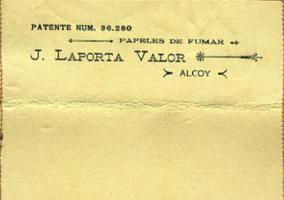 PATENTE NUM. 36.280
PAPELES DE FUMAR
J. LAPORTA VALOR
ALCOY